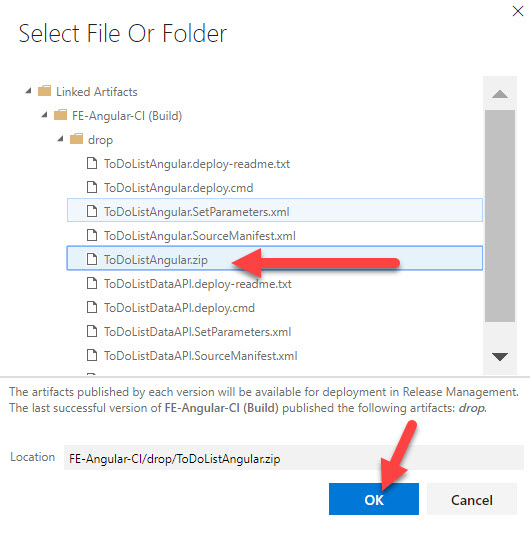 Select File Or Folder
Linked Artifacts
FE-Angular-CI (Build)
drop
ToDoListAngular.deploy-readme.txt
ToDoListAngular.deploy.cmd
ToDoListAngular.SetParameters.xml
ToDoListAngular.SourceManifest.xml
ToDoListAngular.zip
ToDoListDataAPI.deploy-readme.txt
ToDoListDataAPI.deploy.cmd
ToDoListDataAPI.SetParameters.xml
ToDoListDataAPI.SourceManifest.xml
The artifacts published by each version will be available for deployment in Release Management.
The last successful version of FE-Angular-CI (Build) published the following artifacts: drop.
Location FE-Angular-CI/drop/ToDoListAngular.zip
OK Cancel